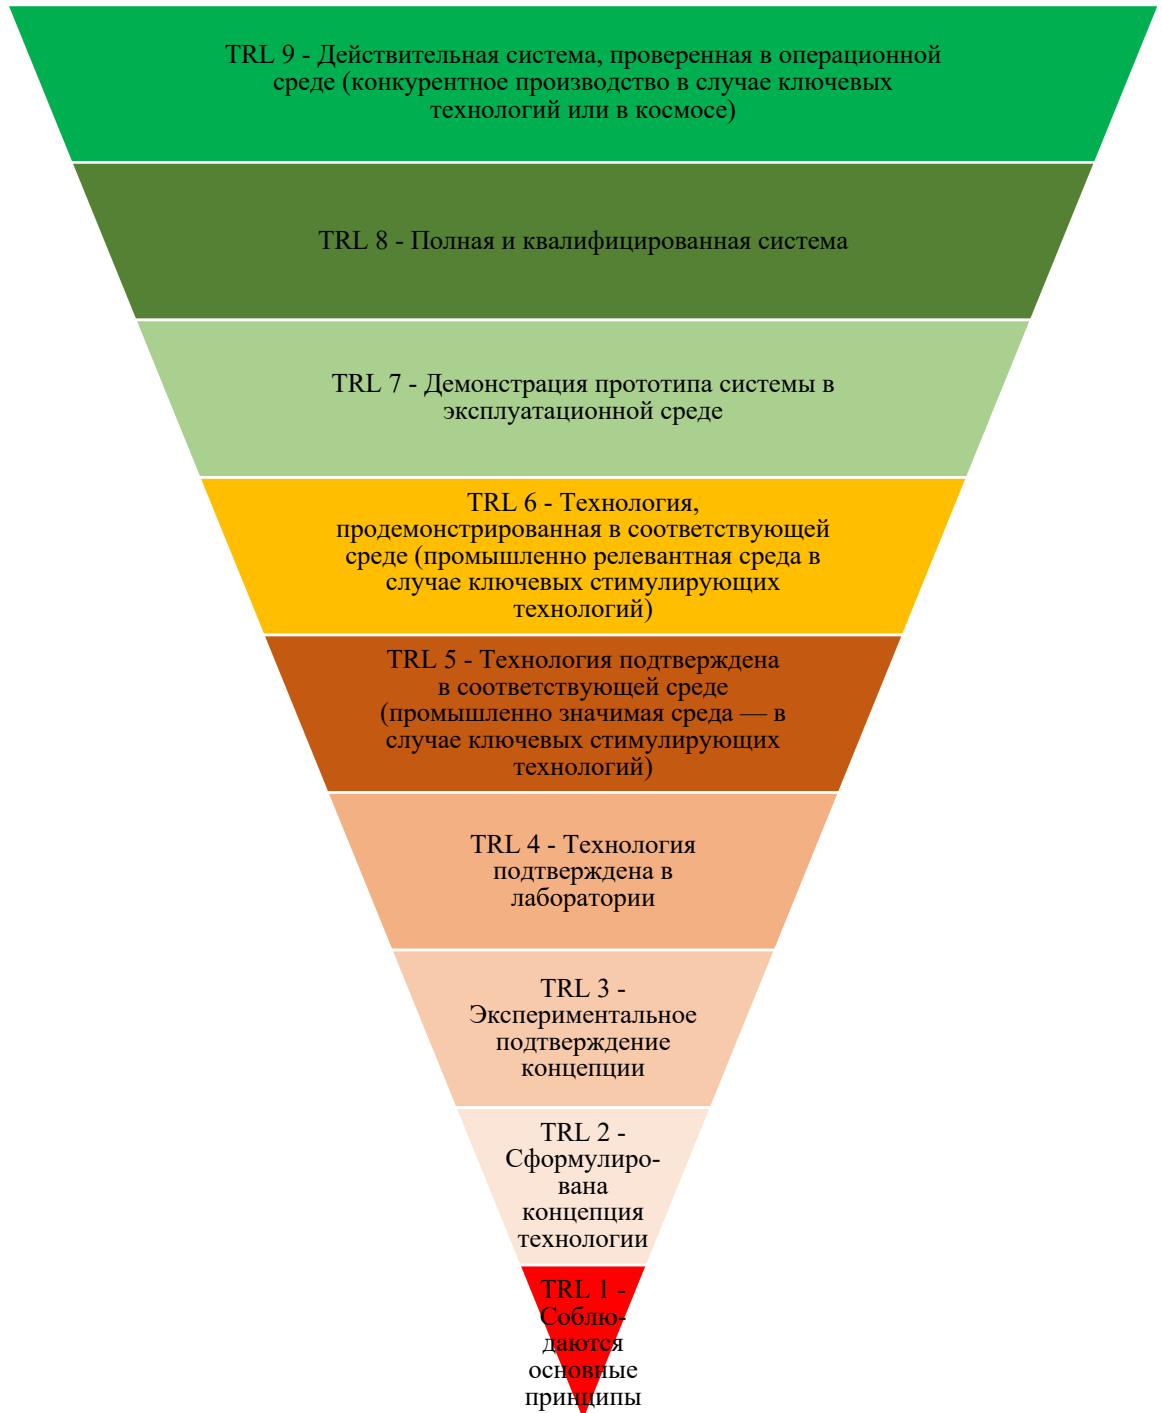 TRL 9 - Действительная система, проверенная в операционной
среде (конкурентное производство в случае ключевых
технологий или в космосе)
TRL 8 - Полная и квалифицированная система
TRL 7 - Демонстрация прототипа системы в
эксплуатационной среде
TRL 6 - Технология,
продемонстрированная в соответствующей
среде (промышленно релевантная среда в
случае ключевых стимулирующих
технологий)
TRL 5 - Технология подтверждена
в соответствующей среде
(промышленно значимая среда — в
случае ключевых стимулирующих
технологий)
TRL 4 - Технология
подтверждена в
лаборатории
TRL 3 -
Экспериментальное
подтверждение
концепции
TRL 2 -
Сформулиро-
вана
концепция
технологии
TRL 1 -
Соблю-
даются
основные
принципы